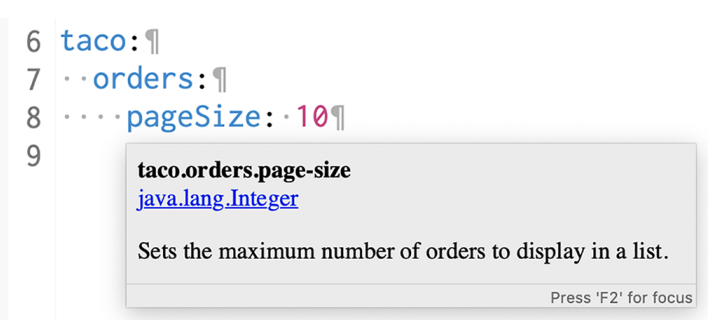 6 taco:¶
7 ··orders:¶
8 ····pageSize:·10¶
9
taco.orders.page-size
java.lang.Integer
Sets the maximum number of orders to display in a list.
Press 'F2' for focus